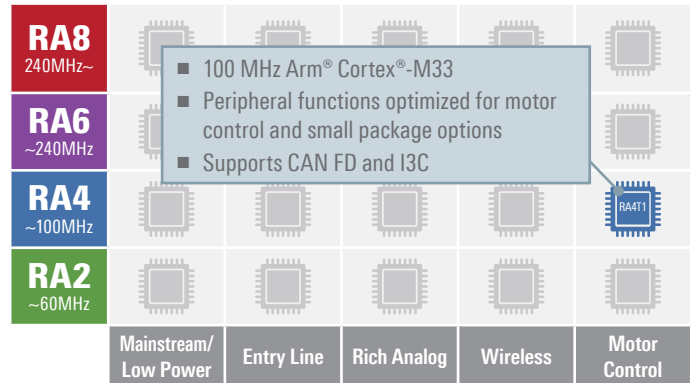 RA8
240MHz~
■ 100 MHz Arm® Cortex®-M33
■ Peripheral functions optimized for motor
control and small package options
■ Supports CAN FD and I3C
RA6
~240MHz
RA4
~100MHz
RA4T1
RA2
~60MHz
Mainstream/
Low Power
Entry Line
Rich Analog
Wireless
Motor
Control